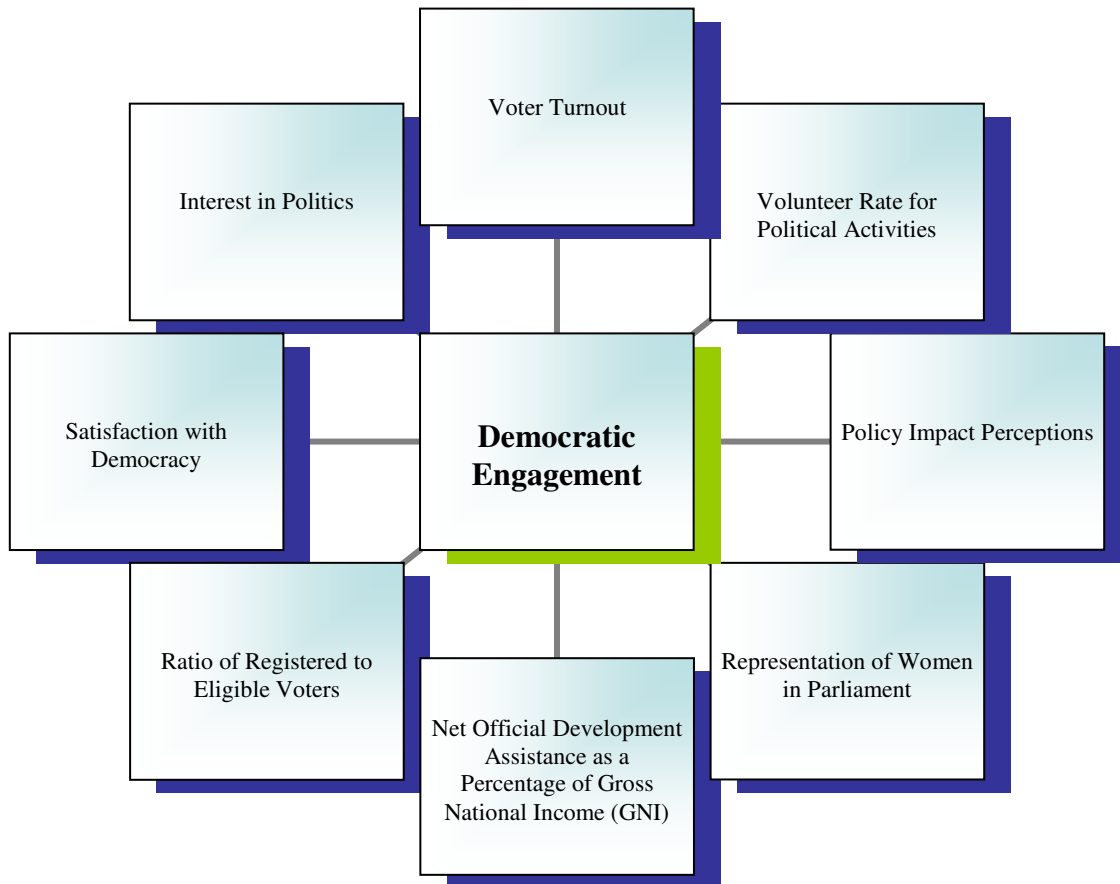 Voter Turnout
Interest in Politics
Volunteer Rate for
Political Activities
Satisfaction with
Democracy
Democratic
Engagement
Policy Impact Perceptions
Ratio of Registered to
Eligible Voters
Net Official Development
Assistance as a
Percentage of Gross
National Income (GNI)
Representation of Women
in Parliament